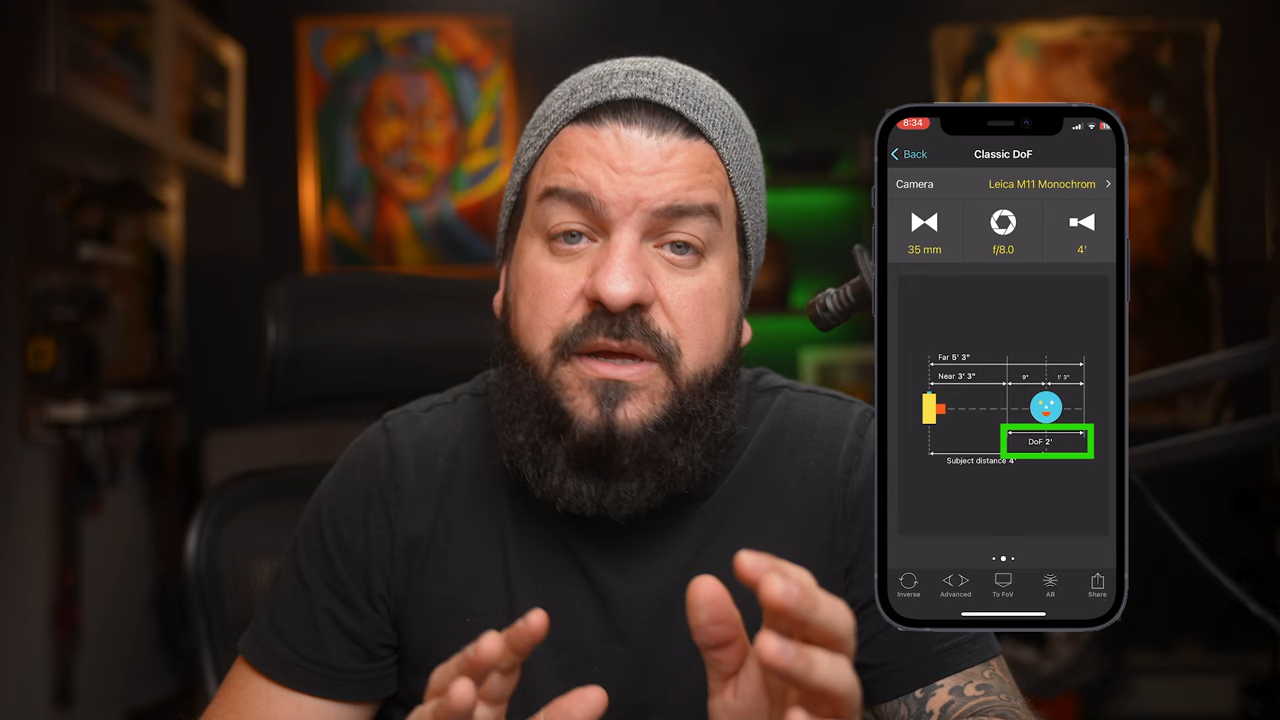 8:34
Back
Classic DoF
Camera
Leica M11 Monochrom
35 mm
f/8.0
4'
Far 5' 3"
Near 3' 3"
9"
1' 3"
DoF 2'
Subject distance 4'
Inverse
Advanced
To FoV
AR
Share